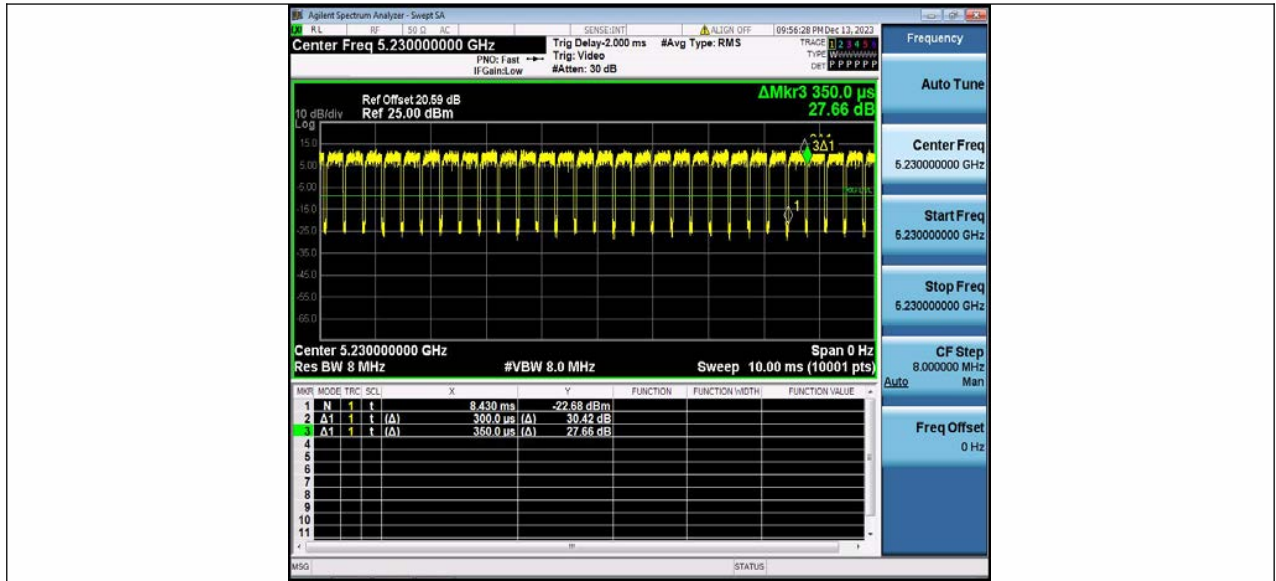 Agilent Spectrum Analyzer - Swept SA
RL RF 50 Ω AC SENSE:INT ALIGN OFF 09:56:28 PM Dec 13, 2023
Center Freq 5.230000000 GHz
Trig Delay-2.000 ms #Avg Type: RMS
TRACE 1 2 3 4 5 6
PNO: Fast Trig: Video
TYPE W
IFGain:Low #Atten: 30 dB
DET P P P P P P
Frequency
Auto Tune
ΔMkr3 350.0 µs
27.66 dB
Ref Offset 20.59 dB
10 dB/div Ref 25.00 dBm
Log
15.0
5.00
-5.00
-15.0
-25.0
-35.0
-45.0
-55.0
-65.0
3Δ1
1
Center 5.230000000 GHz Span 0 Hz
Res BW 8 MHz #VBW 8.0 MHz Sweep 10.00 ms (10001 pts)
Center Freq
5.230000000 GHz
Start Freq
5.230000000 GHz
Stop Freq
5.230000000 GHz
CF Step
8.000000 MHz
Auto Man
Freq Offset
0 Hz
MKR MODE TRC SCL X Y FUNCTION FUNCTION WIDTH FUNCTION VALUE
1 N 1 t 8.430 ms -22.68 dBm
2 Δ1 1 t (Δ) 300.0 µs (Δ) 30.42 dB
3 Δ1 1 t (Δ) 350.0 µs (Δ) 27.66 dB
4
5
6
7
8
9
10
11
MSG STATUS